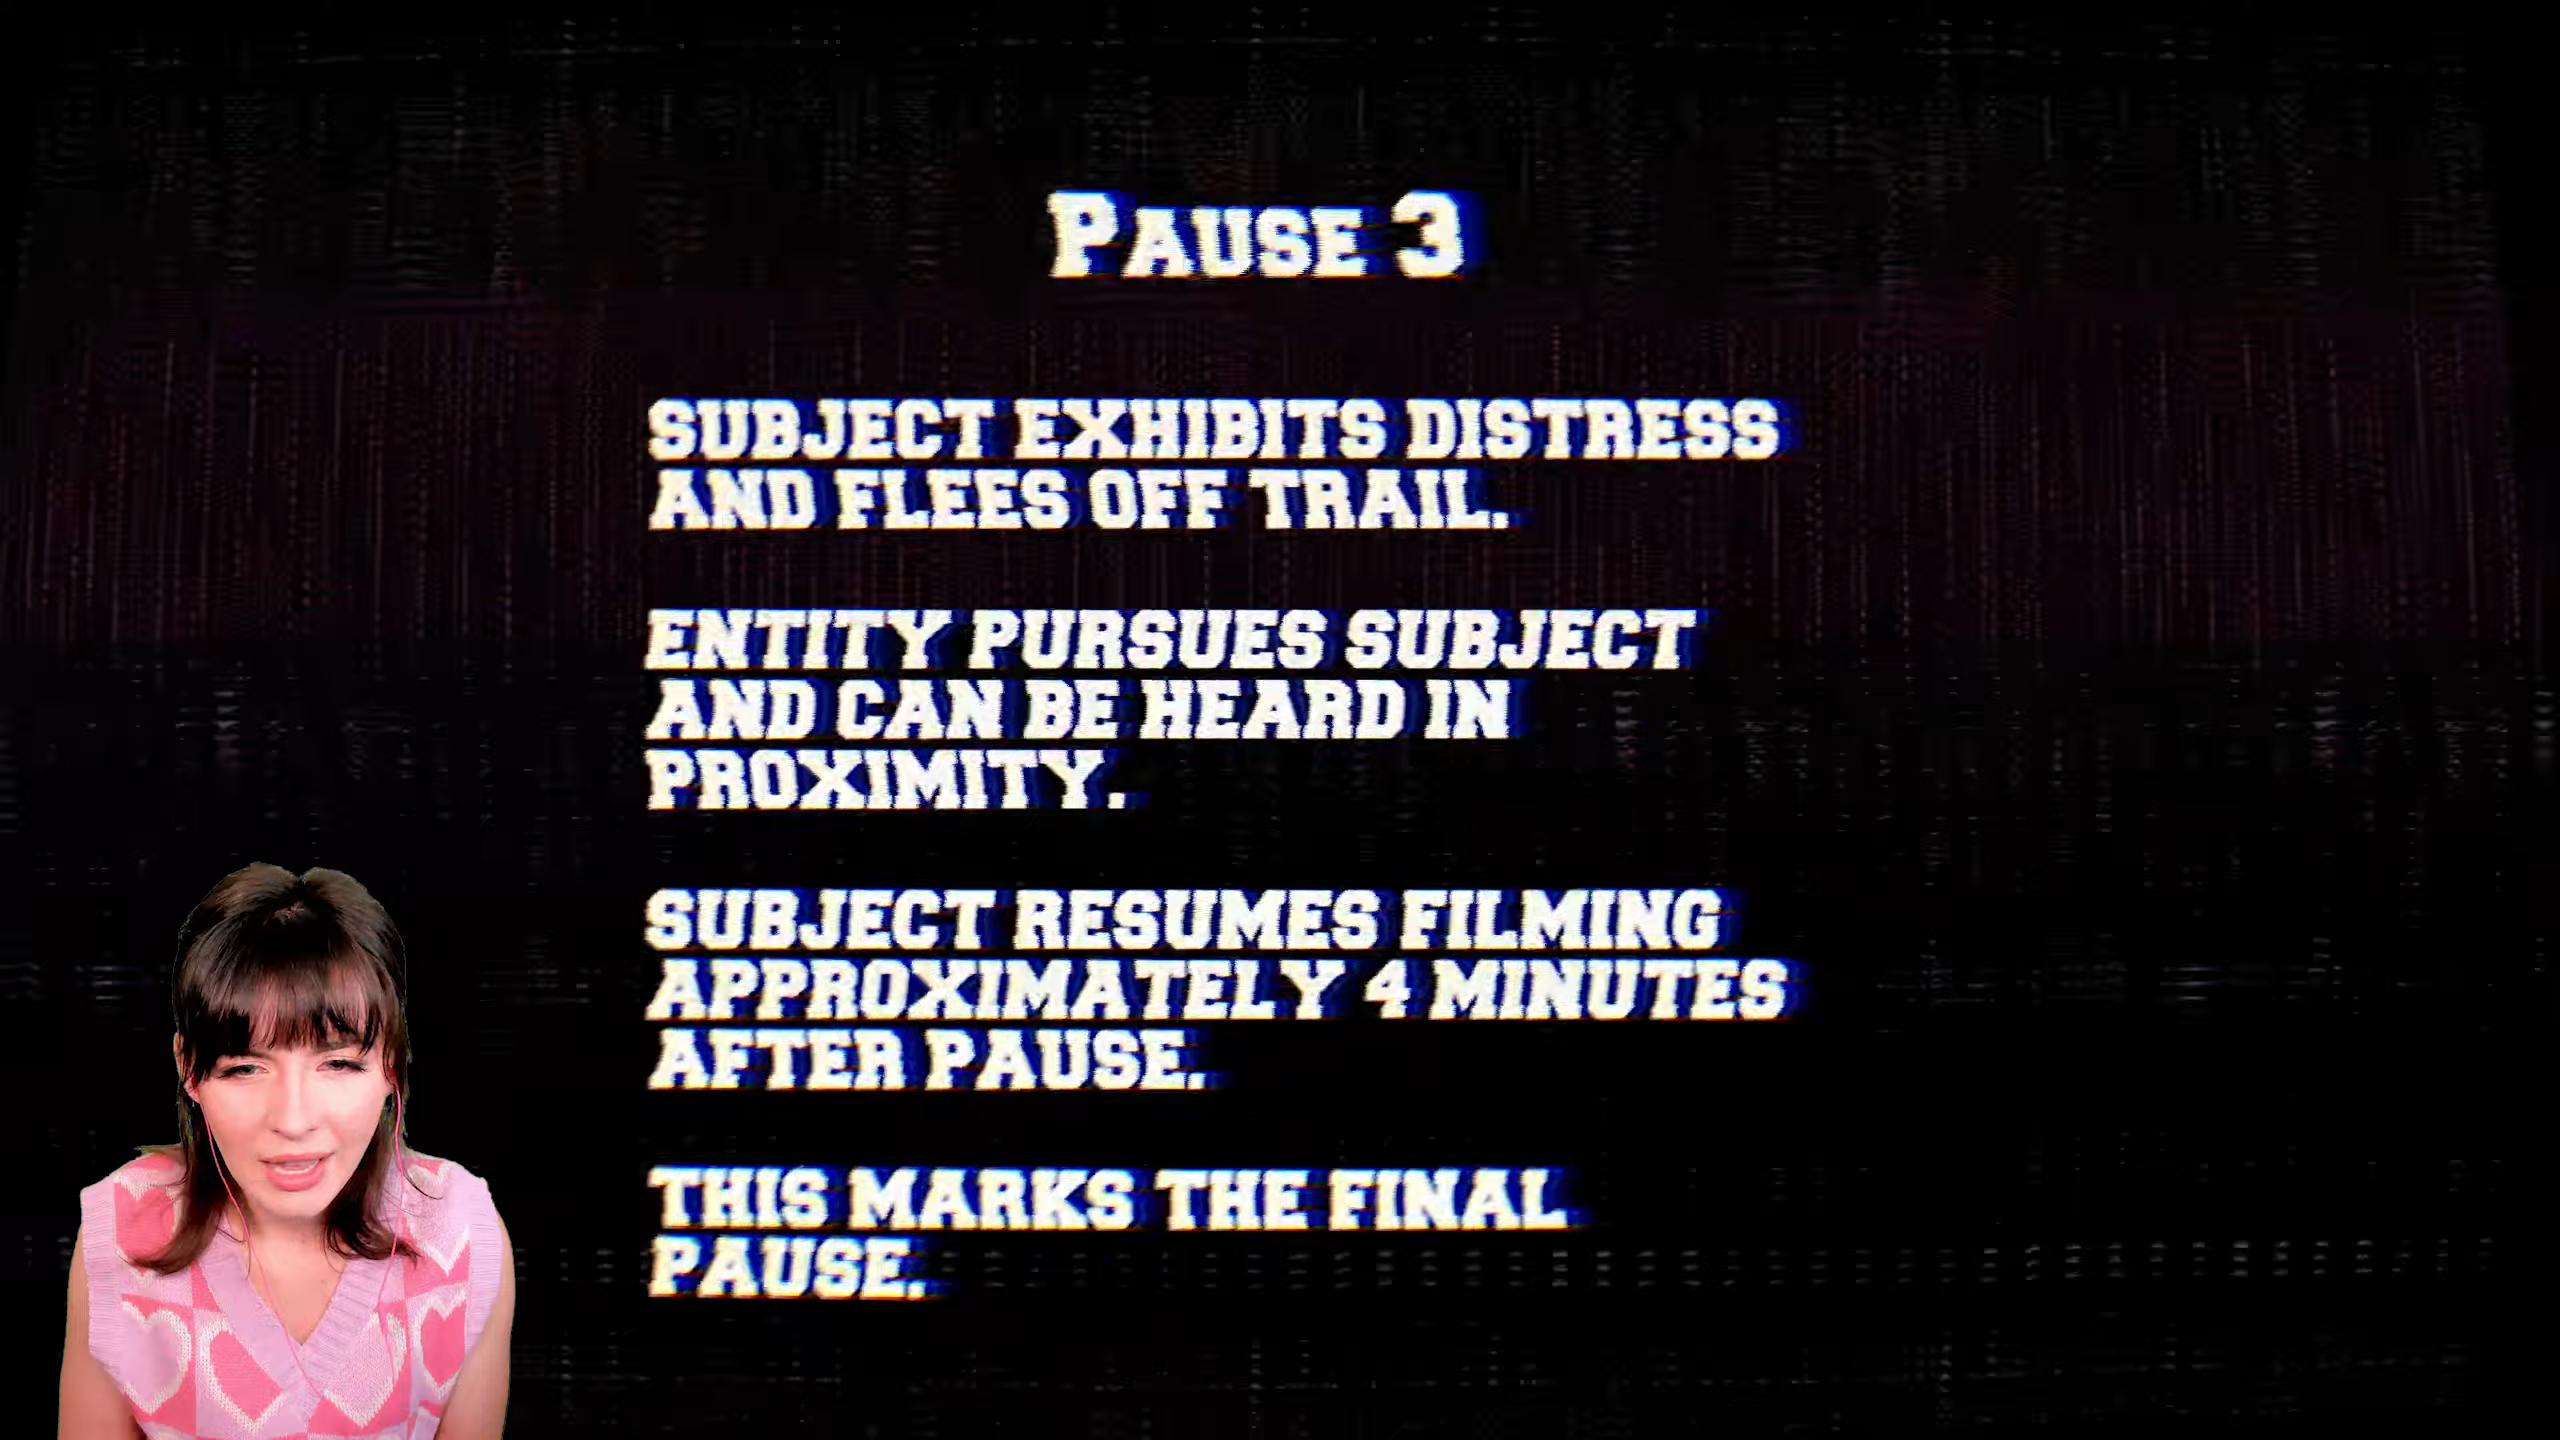 PAUSE 3
SUBJECT EXHIBITS DISTRESS
AND FLEES OFF TRAIL.
ENTITY PURSUES SUBJECT
AND CAN BE HEARD IN
PROXIMITY.
SUBJECT RESUMES FILMING
APPROXIMATELY 4 MINUTES
AFTER PAUSE.
THIS MARKS THE FINAL
PAUSE.